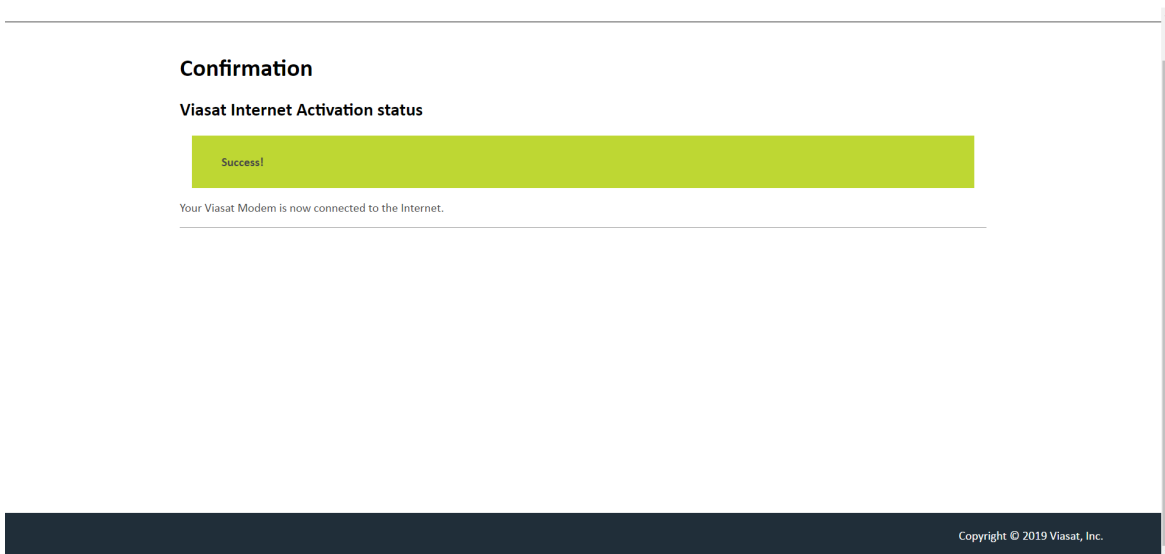 Confirmation
Viasat Internet Activation status
Success!
Your Viasat Modem is now connected to the Internet.
Copyright © 2019 Viasat, Inc.